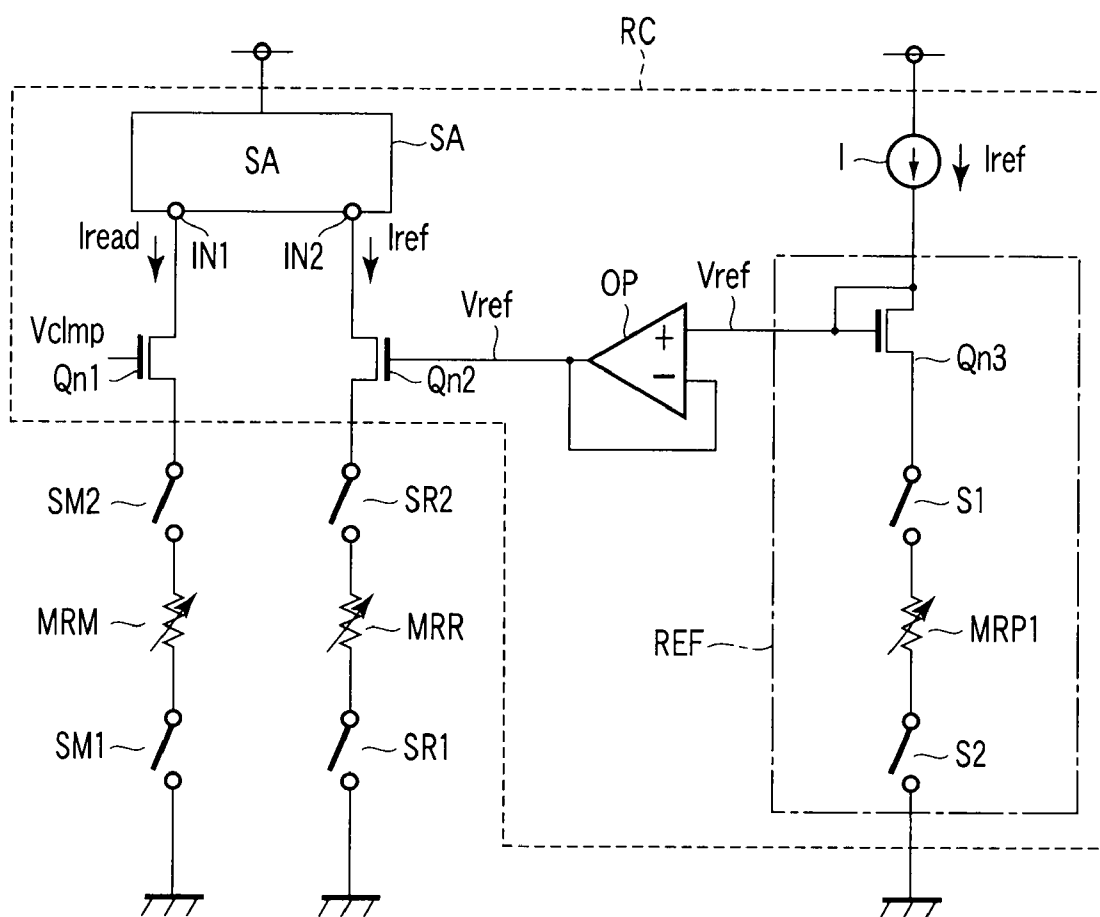 RC
SA
SA
I
Iref
Iread
IN1
IN2
Iref
OP
Vref
Vref
Vclmp
Qn1
Qn2
+
−
Qn3
SM2
SR2
S1
MRM
MRR
REF
MRP1
SM1
SR1
S2